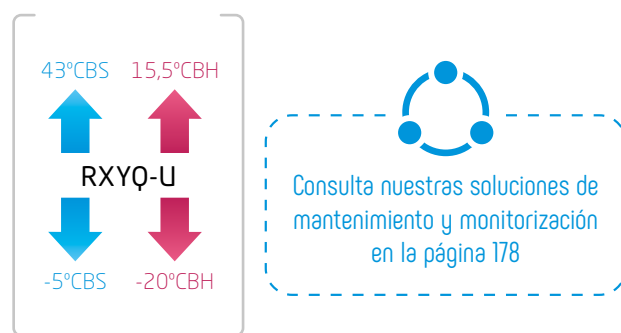 43ºCBS 15,5ºCBH
RXYQ-U
-5ºCBS -20ºCBH
Consulta nuestras soluciones de
mantenimiento y monitorización
en la página 178